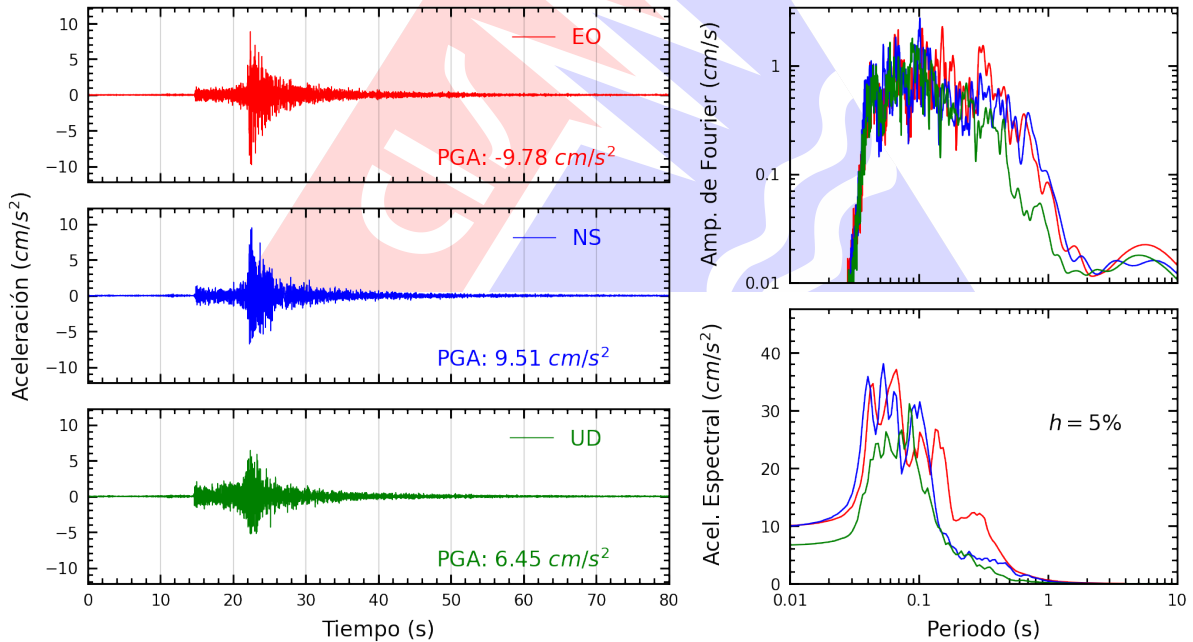 Aceleración (cm/s²)
10
5
0
−5
−10
EO
PGA: -9.78 cm/s²
10
5
0
−5
−10
NS
PGA: 9.51 cm/s²
10
5
0
−5
−10
UD
PGA: 6.45 cm/s²
0 10 20 30 40 50 60 70 80
Tiempo (s)
Amp. de Fourier (cm/s)
1
0.1
0.01
Acel. Espectral (cm/s²)
40
30
20
10
0
h = 5%
0.01 0.1 1 10
Periodo (s)
CIS